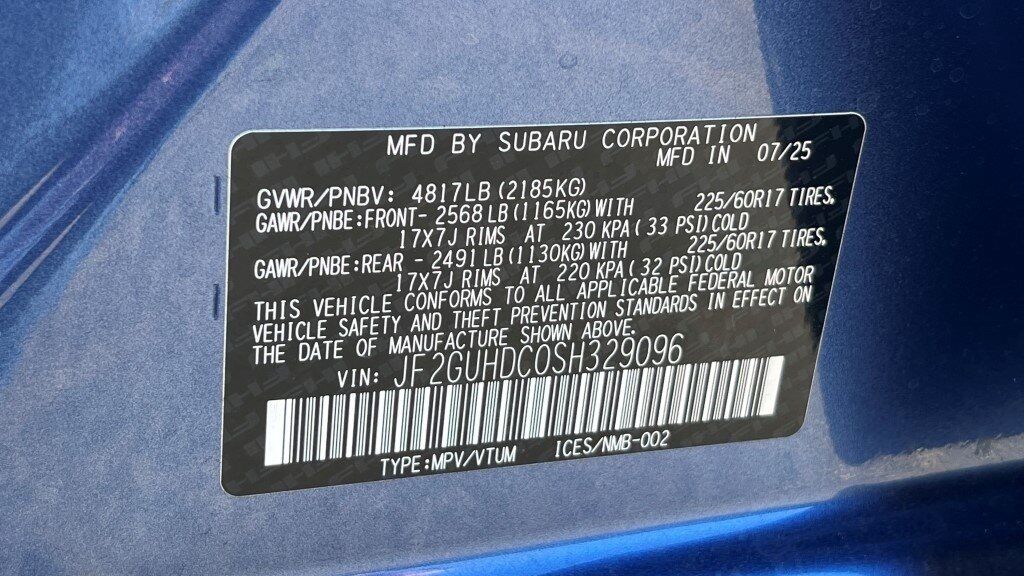 MFD BY SUBARU CORPORATION
MFD IN 07/25
GVWR/PNBV: 4817LB (2185KG)
GAWR/PNBE:FRONT- 2568 LB (1165KG) WITH 225/60R17 TIRES,
17X7J RIMS AT 230 KPA ( 33 PSI) COLD
GAWR/PNBE:REAR - 2491 LB (1130KG) WITH 225/60R17 TIRES,
17X7J RIMS AT 220 KPA ( 32 PSI) COLD
THIS VEHICLE CONFORMS TO ALL APPLICABLE FEDERAL MOTOR
VEHICLE SAFETY AND THEFT PREVENTION STANDARDS IN EFFECT ON
THE DATE OF MANUFACTURE SHOWN ABOVE.
VIN: JF2GUHDC0SH329096
TYPE:MPV/VTUM ICES/NMB-002